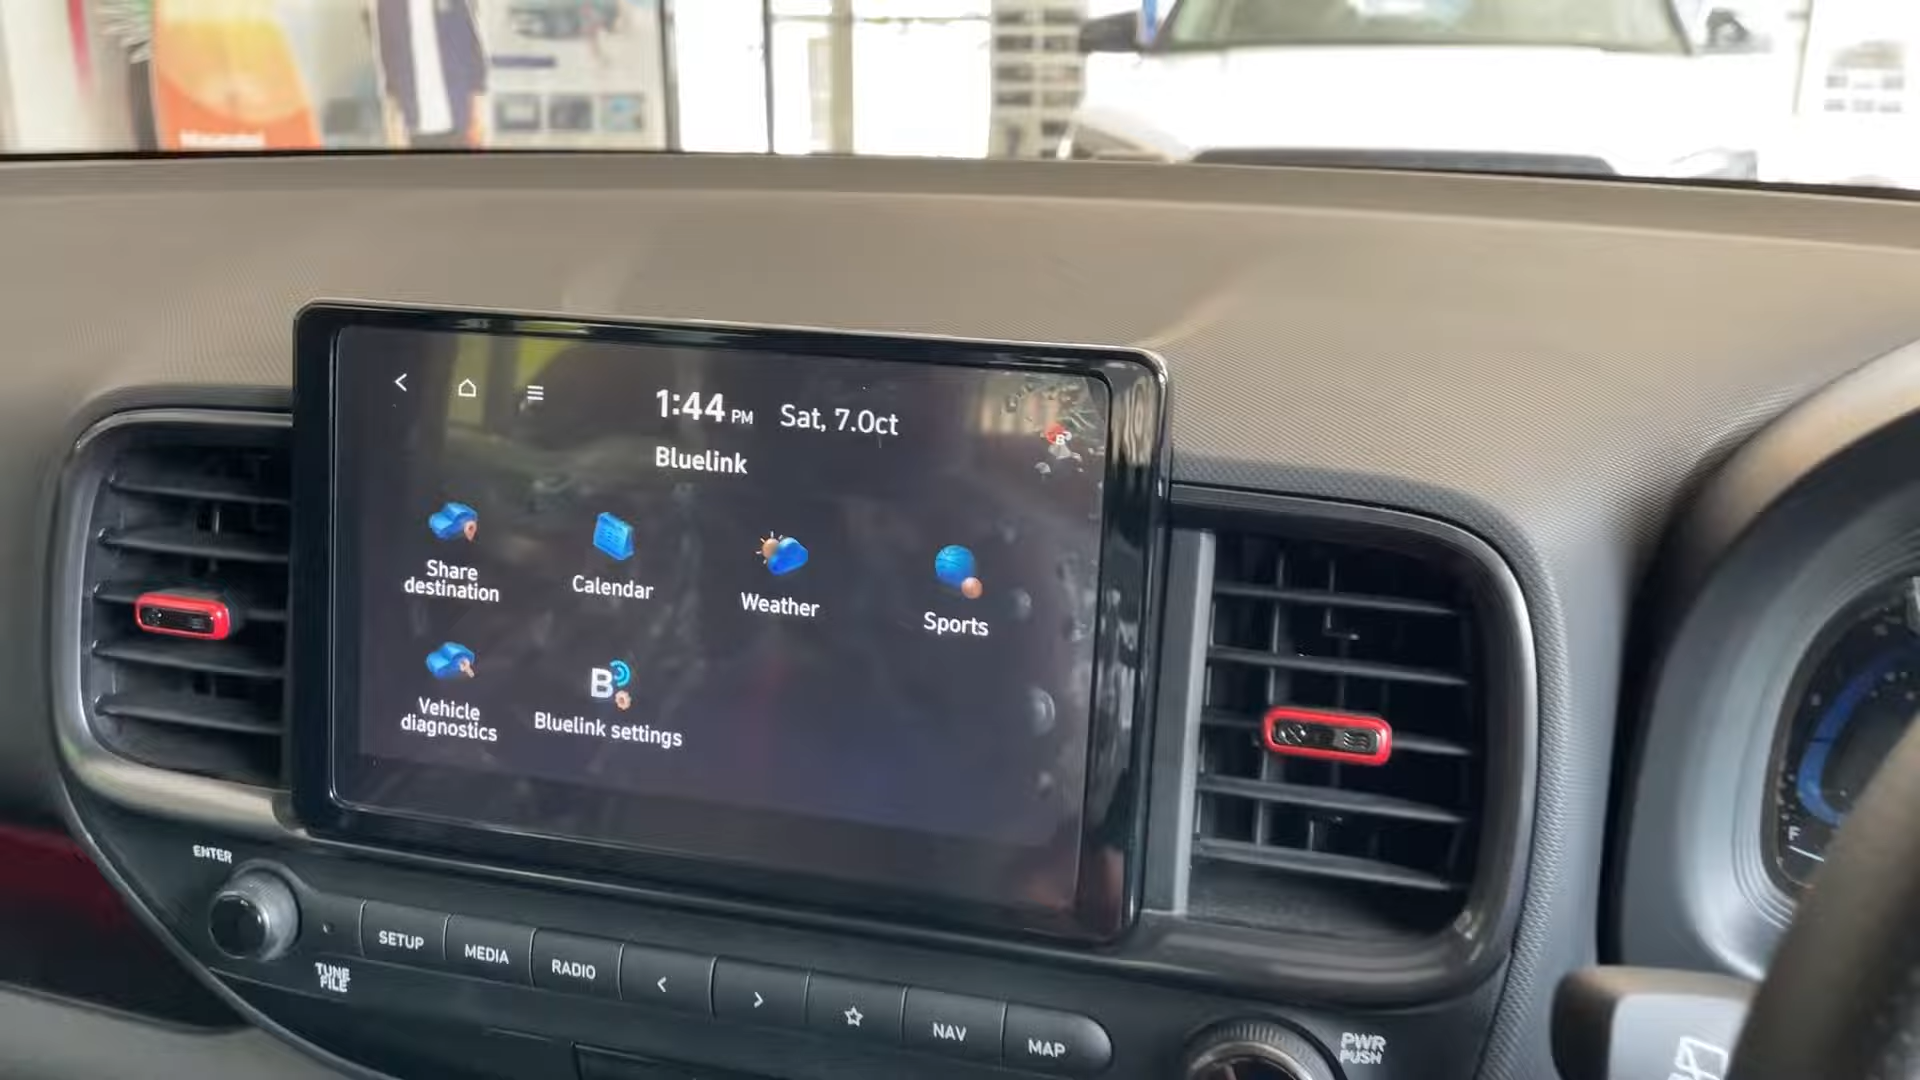 1:44 PM Sat, 7.Oct
Bluelink
Share
destination
Calendar
Weather
Sports
Vehicle
diagnostics
Bluelink settings
ENTER
TUNE
FILE
SETUP
MEDIA
RADIO
NAV
MAP
PWR
PUSH
F